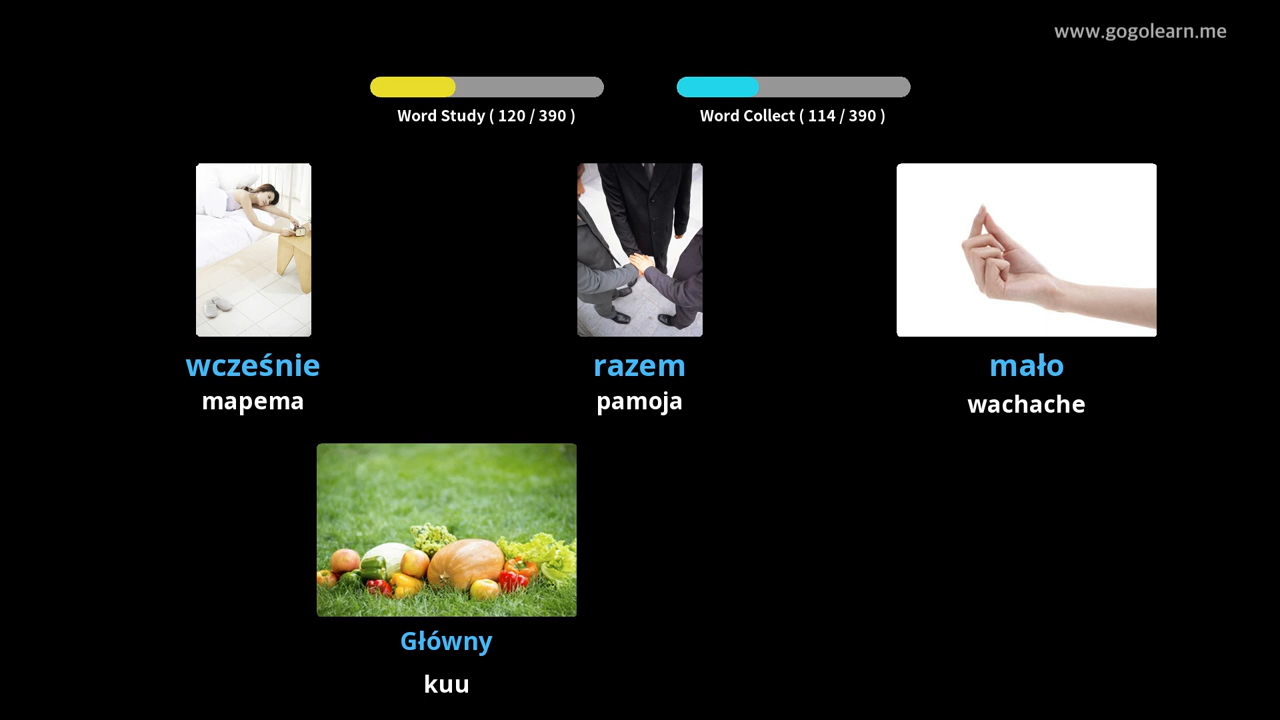 www.gogolearn.me
Word Study ( 120 / 390 )
Word Collect ( 114 / 390 )
wcześnie
mapema
razem
pamoja
mało
wachache
Główny
kuu